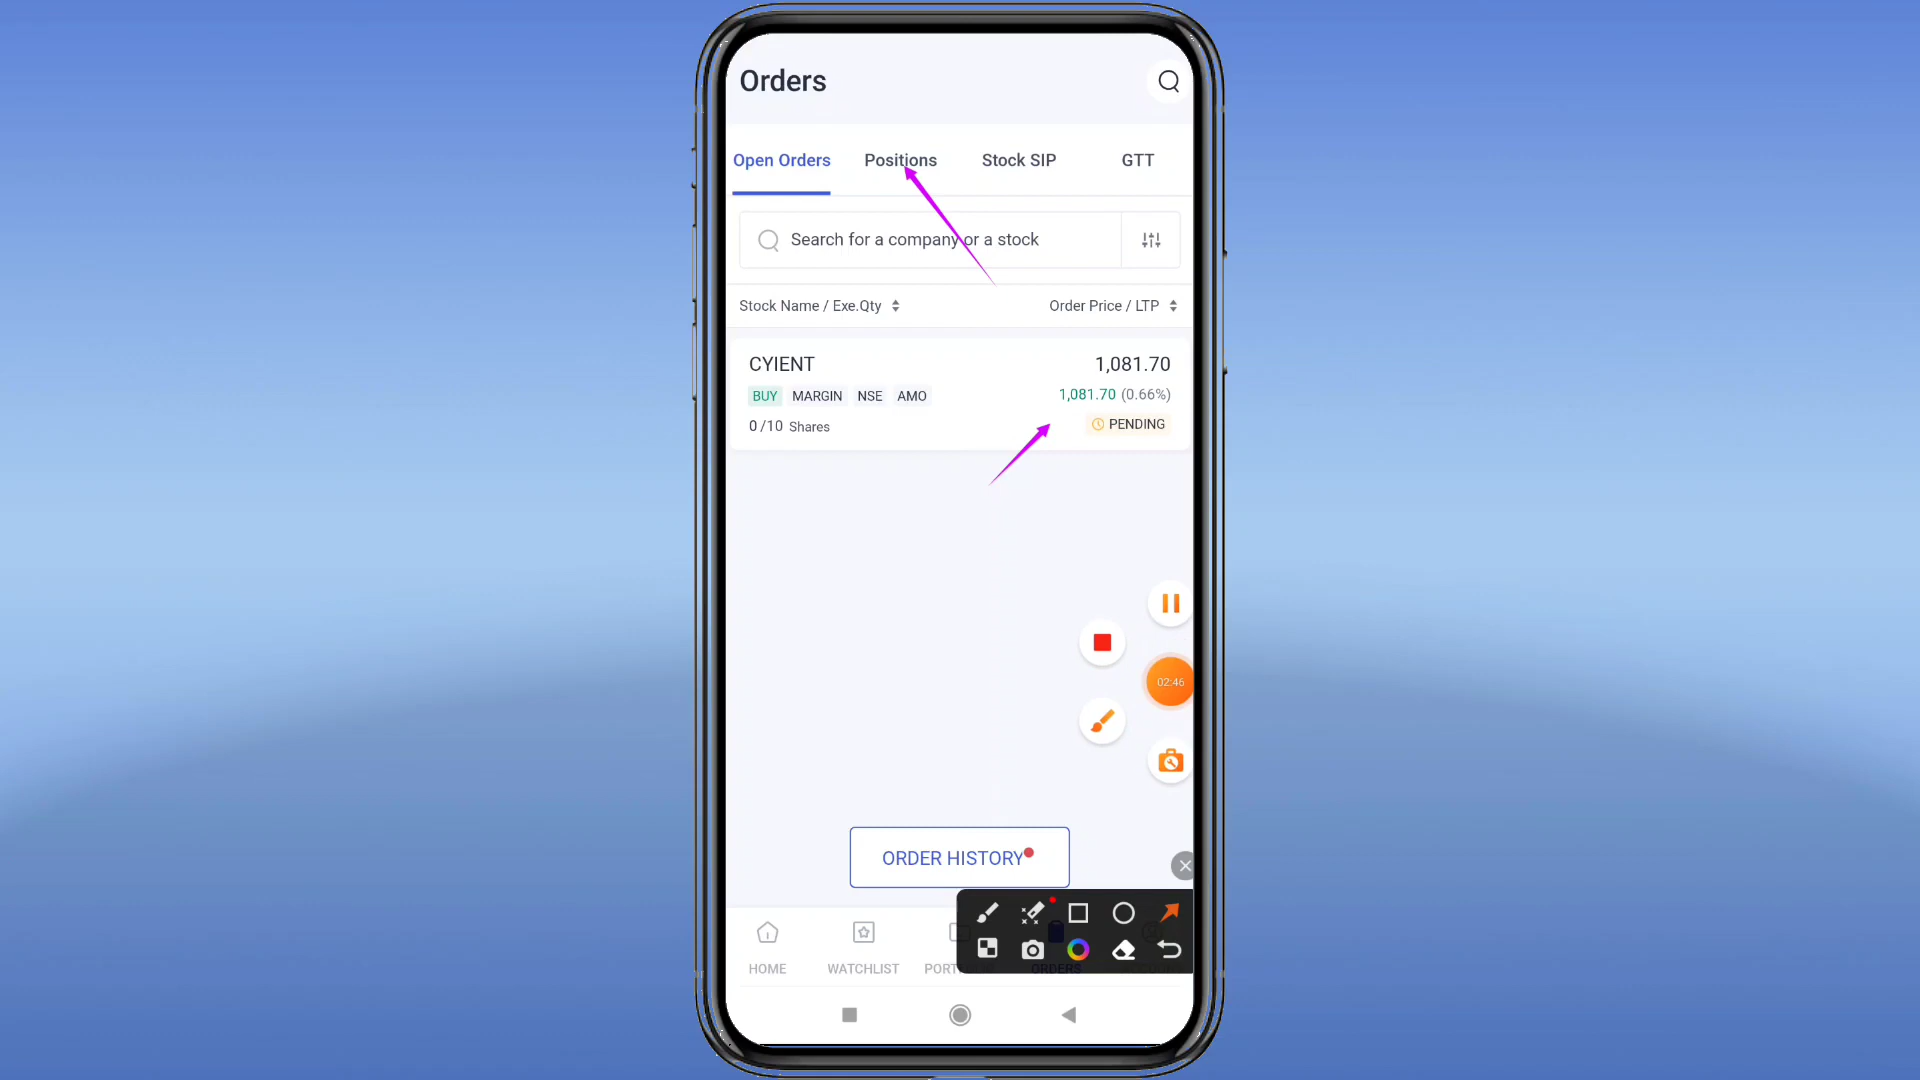 Orders
Open Orders Positions Stock SIP GTT
Search for a company or a stock
Stock Name / Exe.Qty Order Price / LTP
CYIENT 1,081.70
BUY MARGIN NSE AMO 1,081.70 (0.66%)
0 /10 Shares PENDING
02:46
ORDER HISTORY
HOME WATCHLIST PORT ORDERS